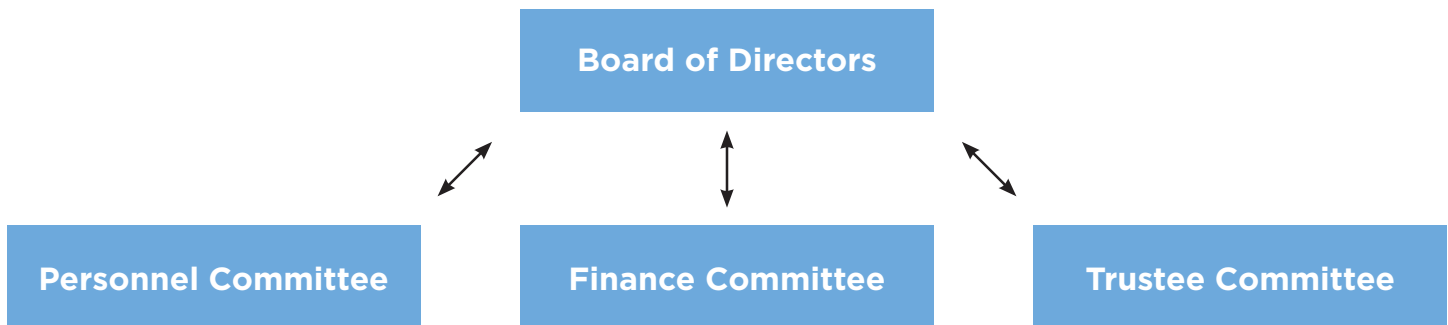 Board of Directors
Personnel Committee
Finance Committee
Trustee Committee